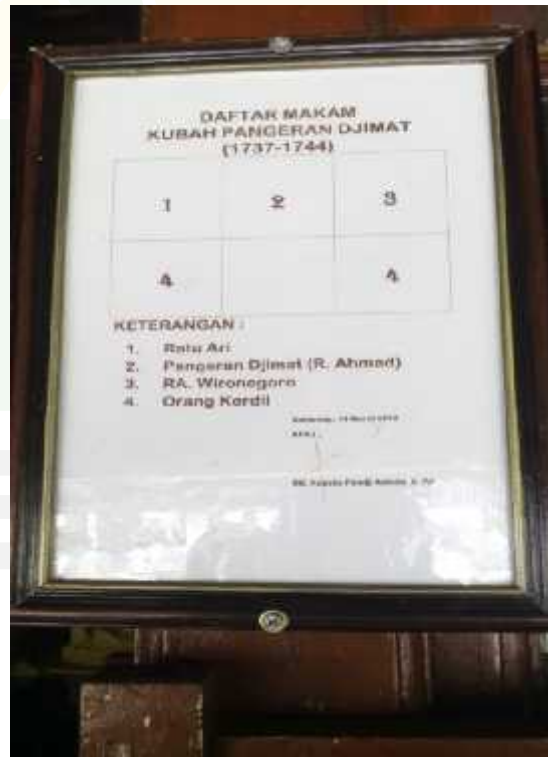 DAFTAR MAKAM
KUBAH PANGERAN DJIMAT
(1737-1744)
1 2 3
4 4
KETERANGAN :
1. Ratu Ari
2. Pangeran Djimat (R. Ahmad)
3. RA. Wironegoro
4. Orang Kerdil